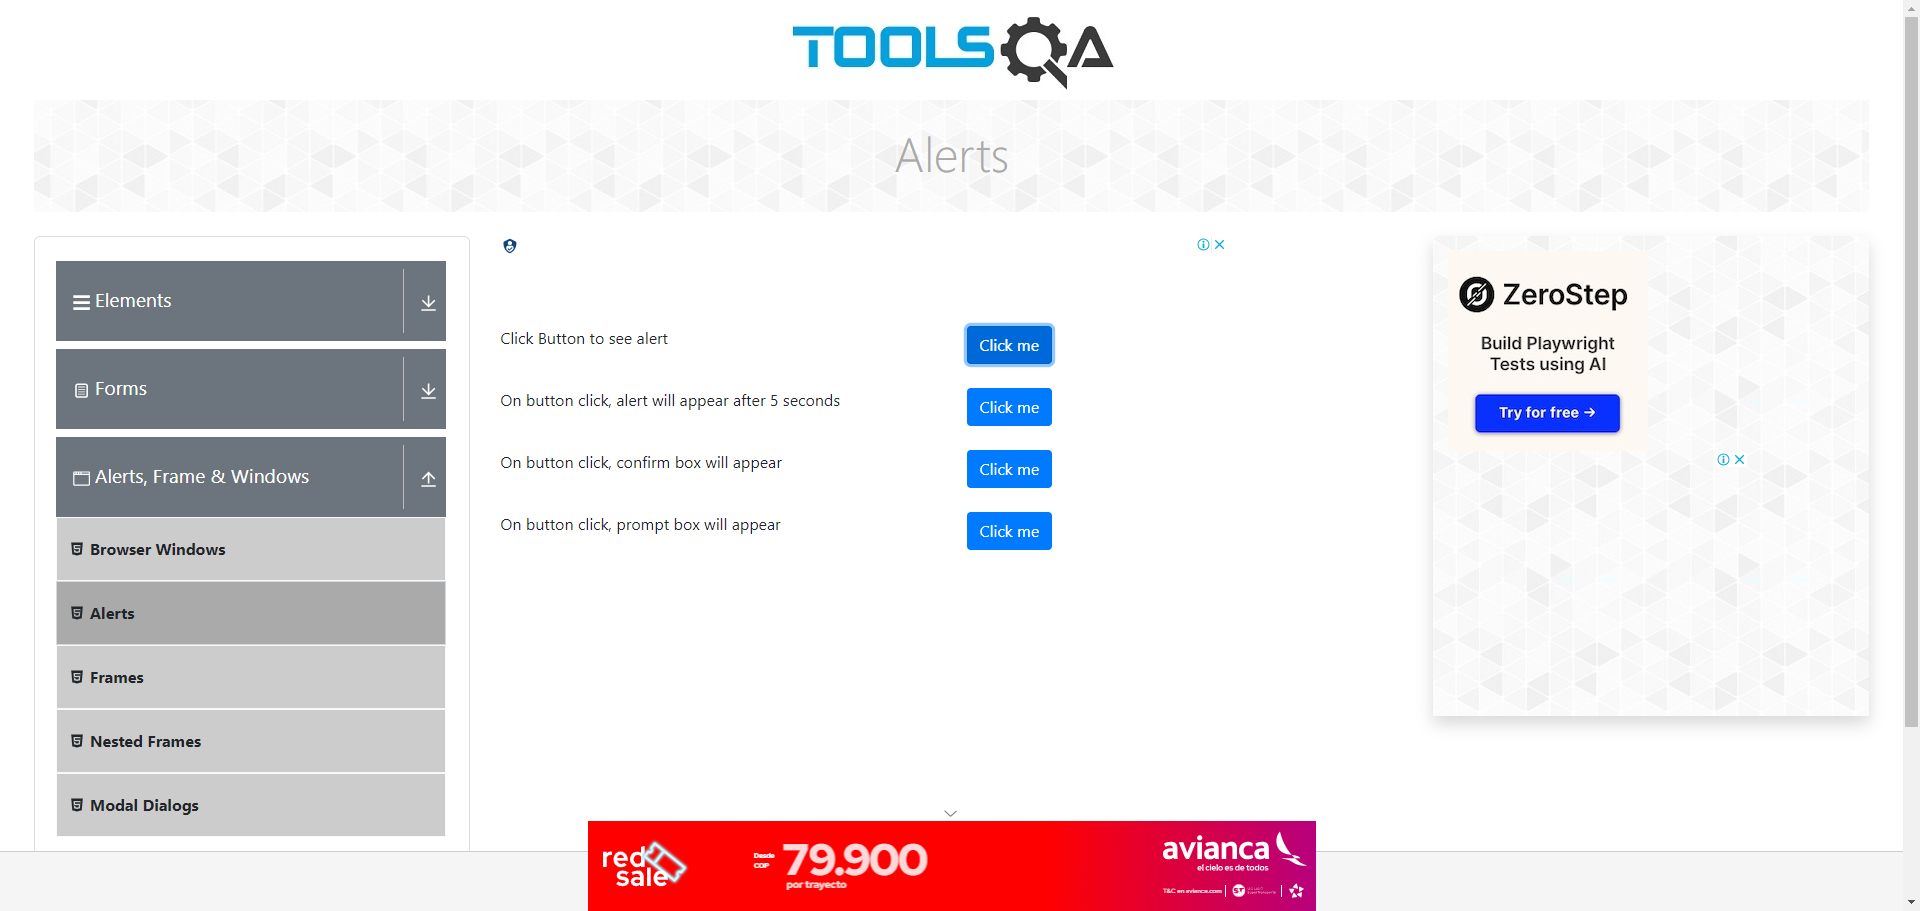 TOOLSQA
Alerts
Elements
Forms
Alerts, Frame & Windows
Browser Windows
Alerts
Frames
Nested Frames
Modal Dialogs
Click Button to see alert
Click me
On button click, alert will appear after 5 seconds
Click me
On button click, confirm box will appear
Click me
On button click, prompt box will appear
Click me
ZeroStep
Build Playwright
Tests using AI
Try for free →
red
sale
Desde
COP
79.900
por trayecto
avianca
el cielo es de todos
T&C en avianca.com